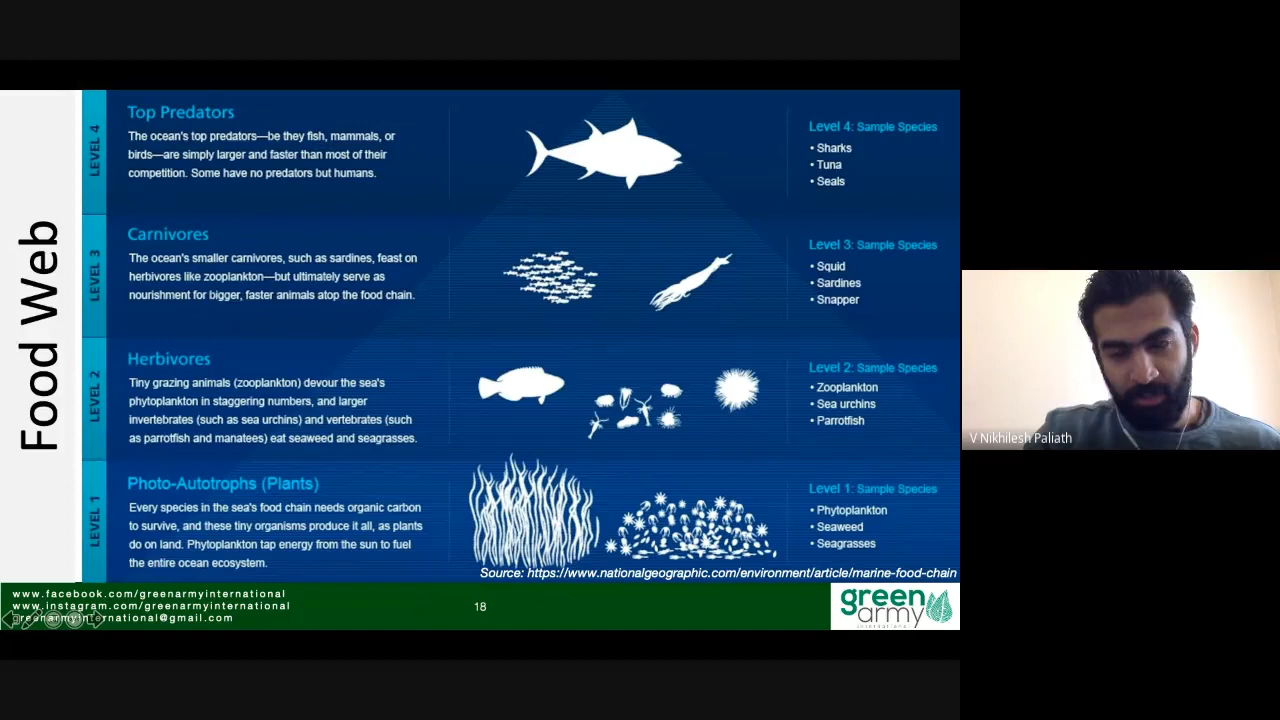 Food Web
LEVEL 4
Top Predators
The ocean's top predators—be they fish, mammals, or
birds—are simply larger and faster than most of their
competition. Some have no predators but humans.
Level 4: Sample Species
• Sharks
• Tuna
• Seals
LEVEL 3
Carnivores
The ocean's smaller carnivores, such as sardines, feast on
herbivores like zooplankton—but ultimately serve as
nourishment for bigger, faster animals atop the food chain.
Level 3: Sample Species
• Squid
• Sardines
• Snapper
LEVEL 2
Herbivores
Tiny grazing animals (zooplankton) devour the sea's
phytoplankton in staggering numbers, and larger
invertebrates (such as sea urchins) and vertebrates (such
as parrotfish and manatees) eat seaweed and seagrasses.
Level 2: Sample Species
• Zooplankton
• Sea urchins
• Parrotfish
LEVEL 1
Photo-Autotrophs (Plants)
Every species in the sea's food chain needs organic carbon
to survive, and these tiny organisms produce it all, as plants
do on land. Phytoplankton tap energy from the sun to fuel
the entire ocean ecosystem.
Level 1: Sample Species
• Phytoplankton
• Seaweed
• Seagrasses
Source: https://www.nationalgeographic.com/environment/article/marine-food-chain
www.facebook.com/greenarmyinternational
www.instagram.com/greenarmyinternational
greenarmyinternational@gmail.com
18
green
army
international
V Nikhilesh Paliath